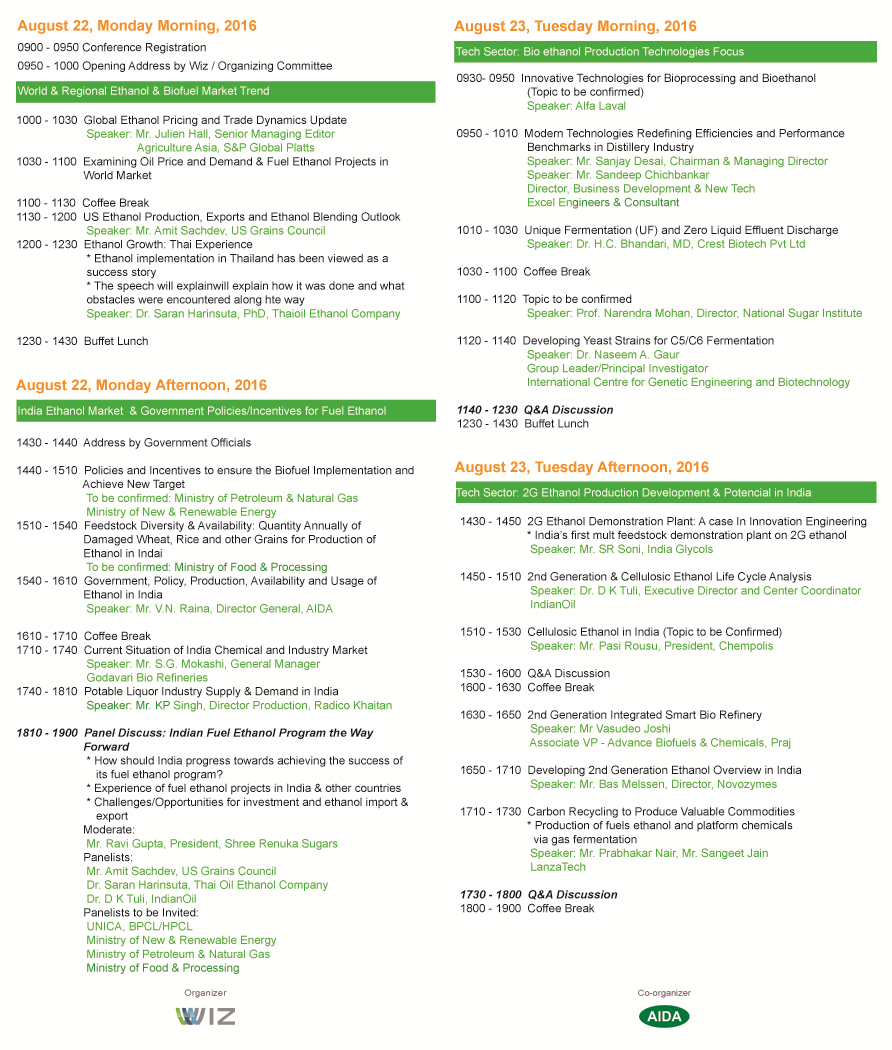 August 22, Monday Morning, 2016
0900 - 0950 Conference Registration
0950 - 1000 Opening Address by Wiz / Organizing Committee
World & Regional Ethanol & Biofuel Market Trend
1000 - 1030 Global Ethanol Pricing and Trade Dynamics Update
Speaker: Mr. Julien Hall, Senior Managing Editor
Agriculture Asia, S&P Global Platts
1030 - 1100 Examining Oil Price and Demand & Fuel Ethanol Projects in
World Market
1100 - 1130 Coffee Break
1130 - 1200 US Ethanol Production, Exports and Ethanol Blending Outlook
Speaker: Mr. Amit Sachdev, US Grains Council
1200 - 1230 Ethanol Growth: Thai Experience
* Ethanol implementation in Thailand has been viewed as a
success story
* The speech will explainwill explain how it was done and what
obstacles were encountered along hte way
Speaker: Dr. Saran Harinsuta, PhD, Thaioil Ethanol Company
1230 - 1430 Buffet Lunch
August 22, Monday Afternoon, 2016
India Ethanol Market & Government Policies/Incentives for Fuel Ethanol
1430 - 1440 Address by Government Officials
1440 - 1510 Policies and Incentives to ensure the Biofuel Implementation and
Achieve New Target
To be confirmed: Ministry of Petroleum & Natural Gas
Ministry of New & Renewable Energy
1510 - 1540 Feedstock Diversity & Availability: Quantity Annually of
Damaged Wheat, Rice and other Grains for Production of
Ethanol in Indai
To be confirmed: Ministry of Food & Processing
1540 - 1610 Government, Policy, Production, Availability and Usage of
Ethanol in India
Speaker: Mr. V.N. Raina, Director General, AIDA
1610 - 1710 Coffee Break
1710 - 1740 Current Situation of India Chemical and Industry Market
Speaker: Mr. S.G. Mokashi, General Manager
Godavari Bio Refineries
1740 - 1810 Potable Liquor Industry Supply & Demand in India
Speaker: Mr. KP Singh, Director Production, Radico Khaitan
1810 - 1900 Panel Discuss: Indian Fuel Ethanol Program the Way
Forward
* How should India progress towards achieving the success of
its fuel ethanol program?
* Experience of fuel ethanol projects in India & other countries
* Challenges/Opportunities for investment and ethanol import &
export
Moderate:
Mr. Ravi Gupta, President, Shree Renuka Sugars
Panelists:
Mr. Amit Sachdev, US Grains Council
Dr. Saran Harinsuta, Thai Oil Ethanol Company
Dr. D K Tuli, IndianOil
Panelists to be Invited:
UNICA, BPCL/HPCL
Ministry of New & Renewable Energy
Ministry of Petroleum & Natural Gas
Ministry of Food & Processing
Organizer
WIZ
August 23, Tuesday Morning, 2016
Tech Sector: Bio ethanol Production Technologies Focus
0930- 0950 Innovative Technologies for Bioprocessing and Bioethanol
(Topic to be confirmed)
Speaker: Alfa Laval
0950 - 1010 Modern Technologies Redefining Efficiencies and Performance
Benchmarks in Distillery Industry
Speaker: Mr. Sanjay Desai, Chairman & Managing Director
Speaker: Mr. Sandeep Chichbankar
Director, Business Development & New Tech
Excel Engineers & Consultant
1010 - 1030 Unique Fermentation (UF) and Zero Liquid Effluent Discharge
Speaker: Dr. H.C. Bhandari, MD, Crest Biotech Pvt Ltd
1030 - 1100 Coffee Break
1100 - 1120 Topic to be confirmed
Speaker: Prof. Narendra Mohan, Director, National Sugar Institute
1120 - 1140 Developing Yeast Strains for C5/C6 Fermentation
Speaker: Dr. Naseem A. Gaur
Group Leader/Principal Investigator
International Centre for Genetic Engineering and Biotechnology
1140 - 1230 Q&A Discussion
1230 - 1430 Buffet Lunch
August 23, Tuesday Afternoon, 2016
Tech Sector: 2G Ethanol Production Development & Potencial in India
1430 - 1450 2G Ethanol Demonstration Plant: A case In Innovation Engineering
* India's first mult feedstock demonstration plant on 2G ethanol
Speaker: Mr. SR Soni, India Glycols
1450 - 1510 2nd Generation & Cellulosic Ethanol Life Cycle Analysis
Speaker: Dr. D K Tuli, Executive Director and Center Coordinator
IndianOil
1510 - 1530 Cellulosic Ethanol in India (Topic to be Confirmed)
Speaker: Mr. Pasi Rousu, President, Chempolis
1530 - 1600 Q&A Discussion
1600 - 1630 Coffee Break
1630 - 1650 2nd Generation Integrated Smart Bio Refinery
Speaker: Mr Vasudeo Joshi
Associate VP - Advance Biofuels & Chemicals, Praj
1650 - 1710 Developing 2nd Generation Ethanol Overview in India
Speaker: Mr. Bas Melssen, Director, Novozymes
1710 - 1730 Carbon Recycling to Produce Valuable Commodities
* Production of fuels ethanol and platform chemicals
via gas fermentation
Speaker: Mr. Prabhakar Nair, Mr. Sangeet Jain
LanzaTech
1730 - 1800 Q&A Discussion
1800 - 1900 Coffee Break
Co-organizer
AIDA